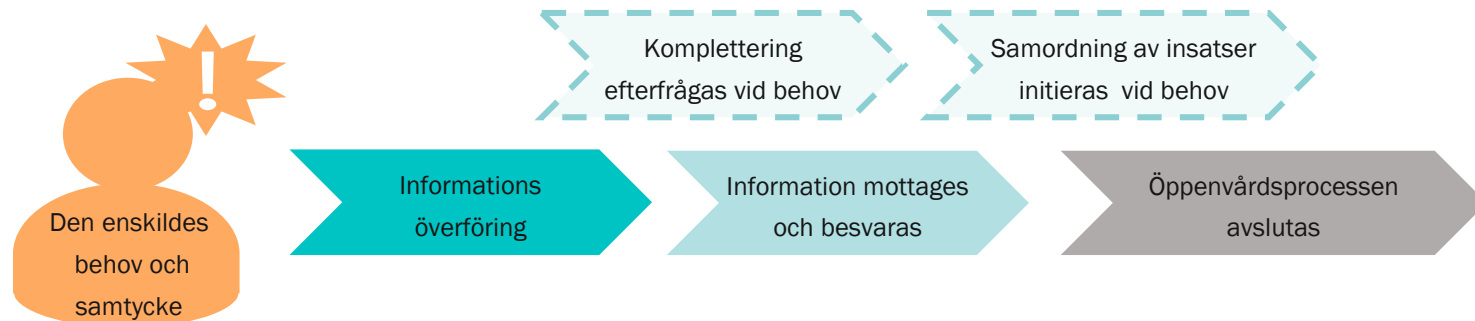 Komplettering
efterfrågas vid behov
Samordning av insatser
initieras vid behov
!
Den enskildes
behov och
samtycke
Informations
överföring
Information mottages
och besvaras
Öppenvårdsprocessen
avslutas